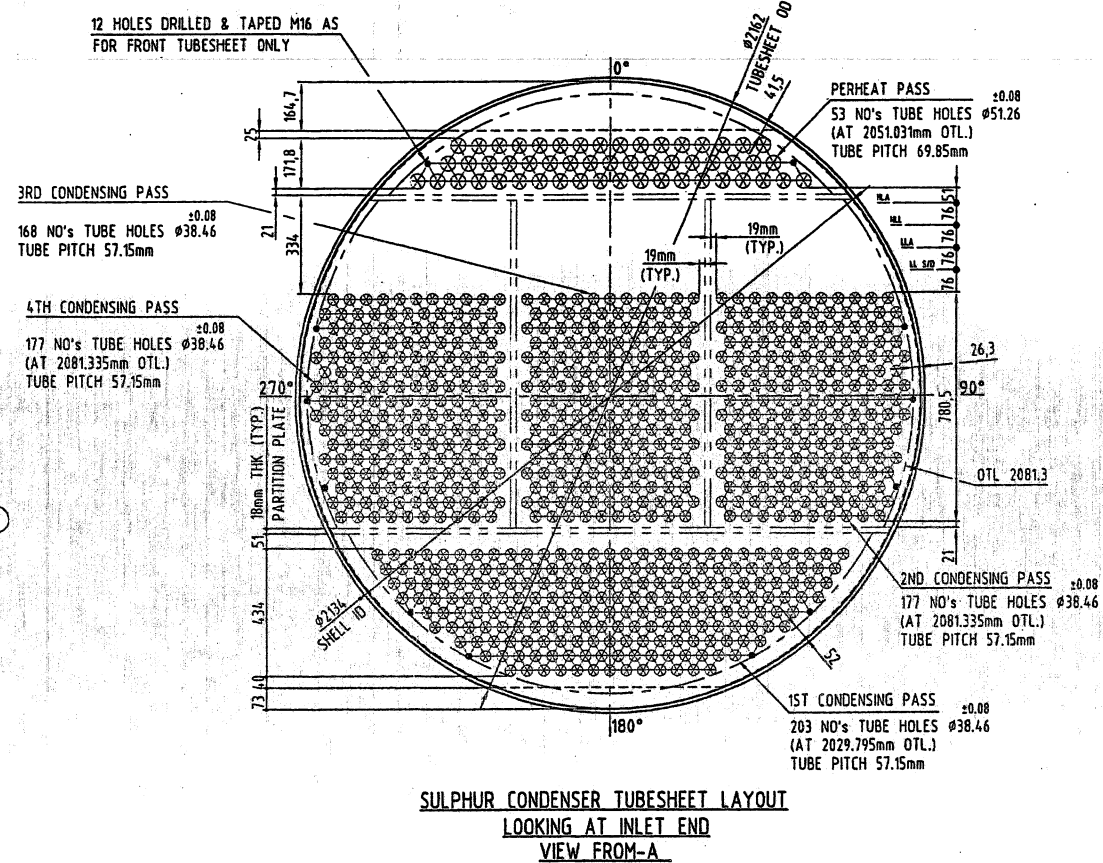 12 HOLES DRILLED & TAPED M16 AS
FOR FRONT TUBESHEET ONLY
0°
Ø2162
TUBESHEET OD
41,5
PERHEAT PASS
±0.08
53 NO's TUBE HOLES Ø51.26
(AT 2051.031mm OTL.)
TUBE PITCH 69.85mm
164,7
25
171,8
21
334
3RD CONDENSING PASS
±0.08
168 NO's TUBE HOLES Ø38.46
TUBE PITCH 57.15mm
19mm
(TYP.)
19mm
(TYP.)
51
76
76
76
76
HLA
LLA
LL S/D
4TH CONDENSING PASS
±0.08
177 NO's TUBE HOLES Ø38.46
(AT 2081.335mm OTL.)
TUBE PITCH 57.15mm
270°
90°
26,3
780,5
OTL 2081.3
18mm THK (TYP.)
PARTITION PLATE
51
434
40
73
21
Ø2134
SHELL ID
52
2ND CONDENSING PASS
±0.08
177 NO's TUBE HOLES Ø38.46
(AT 2081.335mm OTL.)
TUBE PITCH 57.15mm
1ST CONDENSING PASS
±0.08
203 NO's TUBE HOLES Ø38.46
(AT 2029.795mm OTL.)
TUBE PITCH 57.15mm
180°
SULPHUR CONDENSER TUBESHEET LAYOUT
LOOKING AT INLET END
VIEW FROM-A